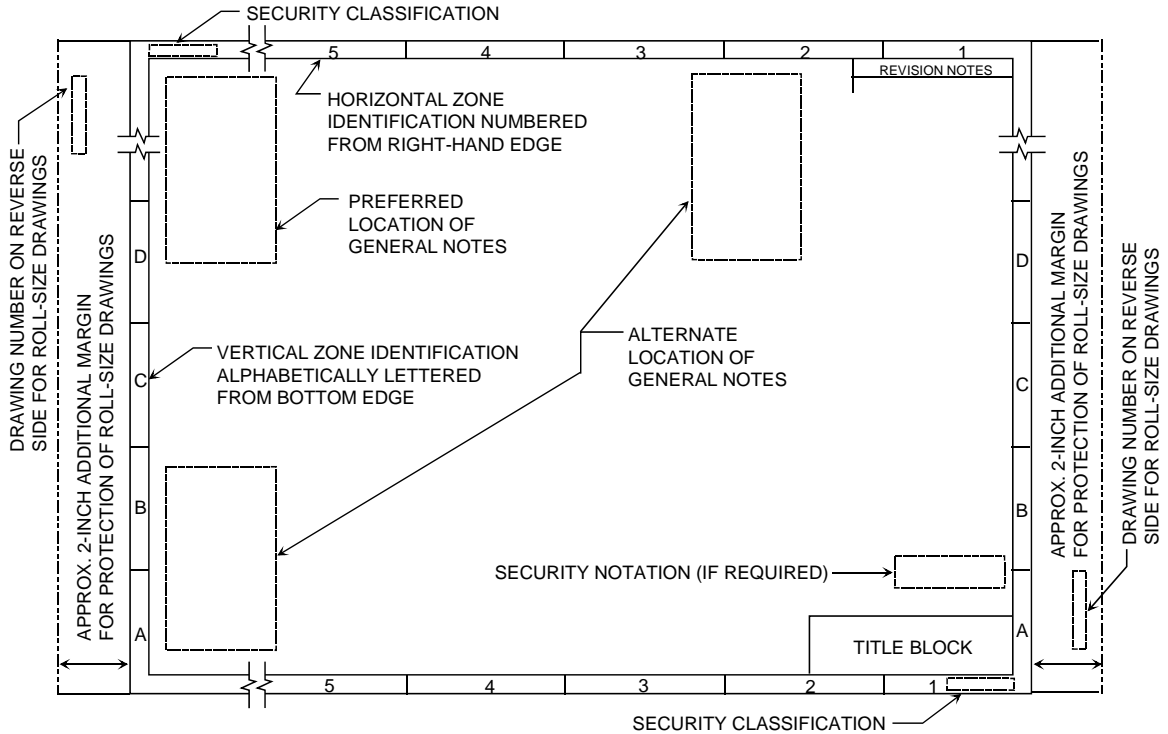 SECURITY CLASSIFICATION
5 4 3 2 1
REVISION NOTES
HORIZONTAL ZONE
IDENTIFICATION NUMBERED
FROM RIGHT-HAND EDGE
PREFERRED
LOCATION OF
GENERAL NOTES
DRAWING NUMBER ON REVERSE
SIDE FOR ROLL-SIZE DRAWINGS
APPROX. 2-INCH ADDITIONAL MARGIN
FOR PROTECTION OF ROLL-SIZE DRAWINGS
D
C
B
A
VERTICAL ZONE IDENTIFICATION
ALPHABETICALLY LETTERED
FROM BOTTOM EDGE
ALTERNATE
LOCATION OF
GENERAL NOTES
SECURITY NOTATION (IF REQUIRED)
TITLE BLOCK
D
C
B
A
APPROX. 2-INCH ADDITIONAL MARGIN
FOR PROTECTION OF ROLL-SIZE DRAWINGS
DRAWING NUMBER ON REVERSE
SIDE FOR ROLL-SIZE DRAWINGS
5 4 3 2 1
SECURITY CLASSIFICATION